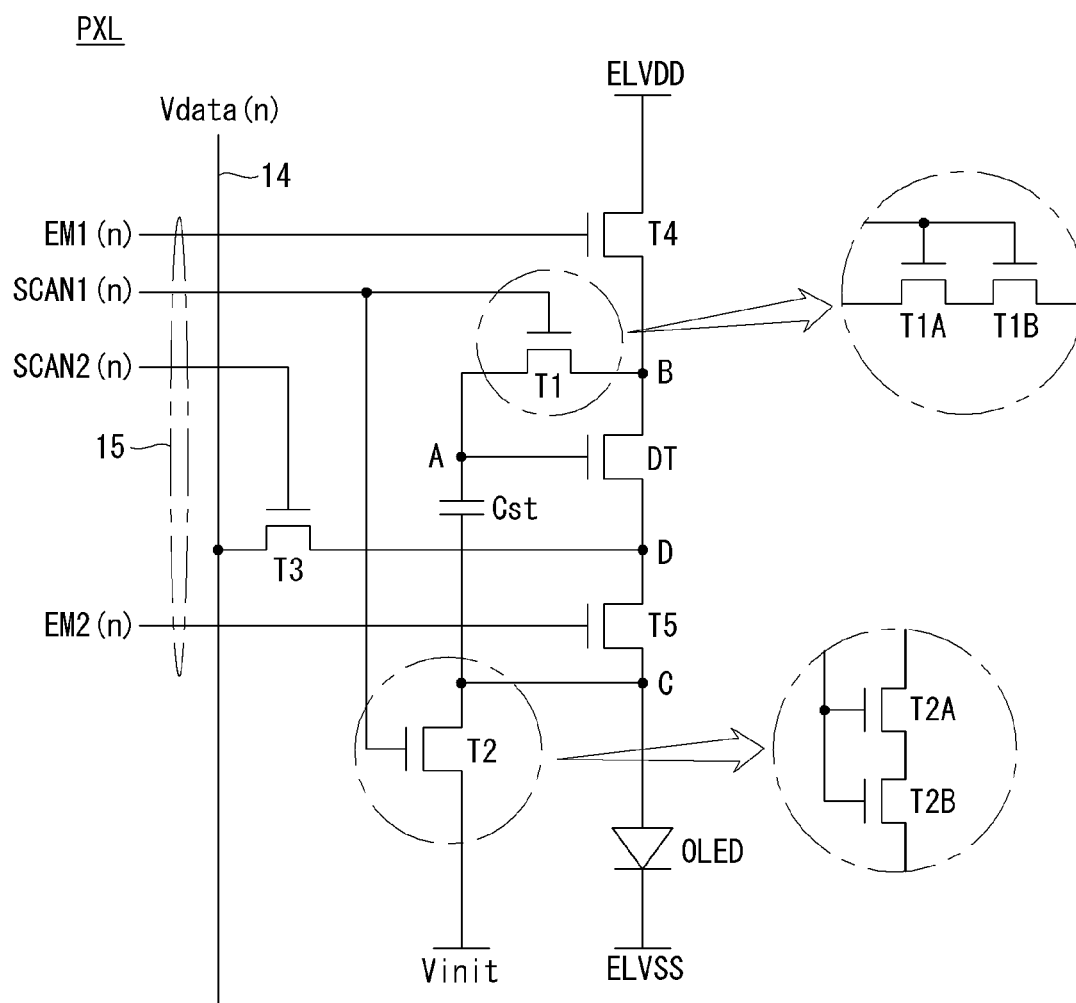 PXL
ELVDD
Vdata(n)
14
EM1(n)
T4
SCAN1(n)
T1A
T1B
SCAN2(n)
T1
B
15
A
DT
Cst
D
T3
EM2(n)
T5
C
T2
T2A
T2B
OLED
Vinit
ELVSS